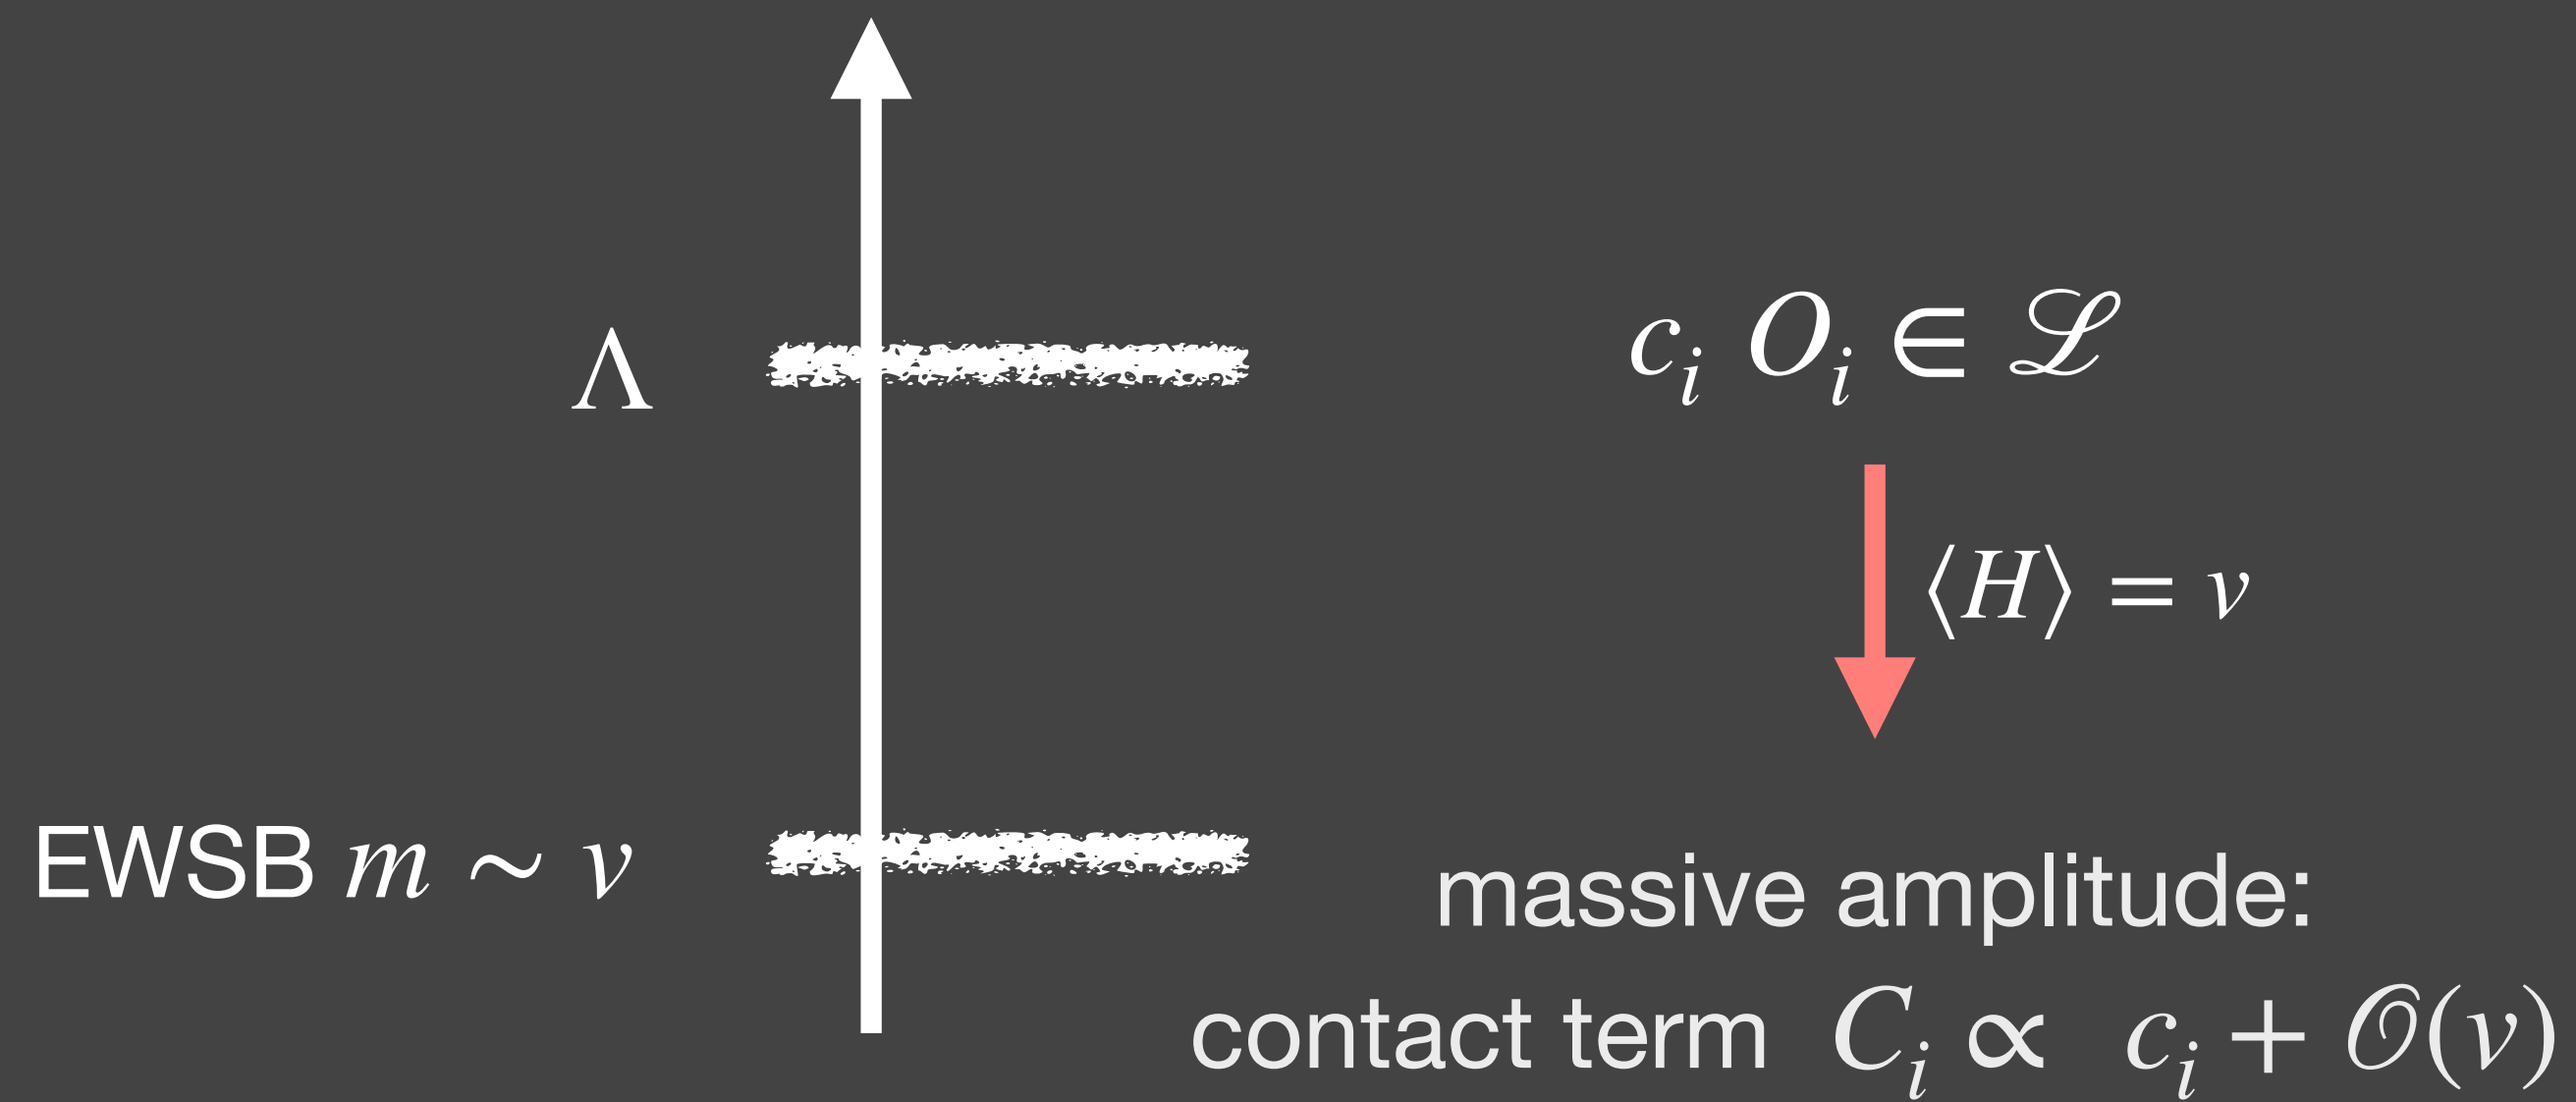 Λ
c_i O_i ∈ ℒ
⟨H⟩ = v
EWSB m ~ v
massive amplitude:
contact term C_i ∝ c_i + 𝒪(v)